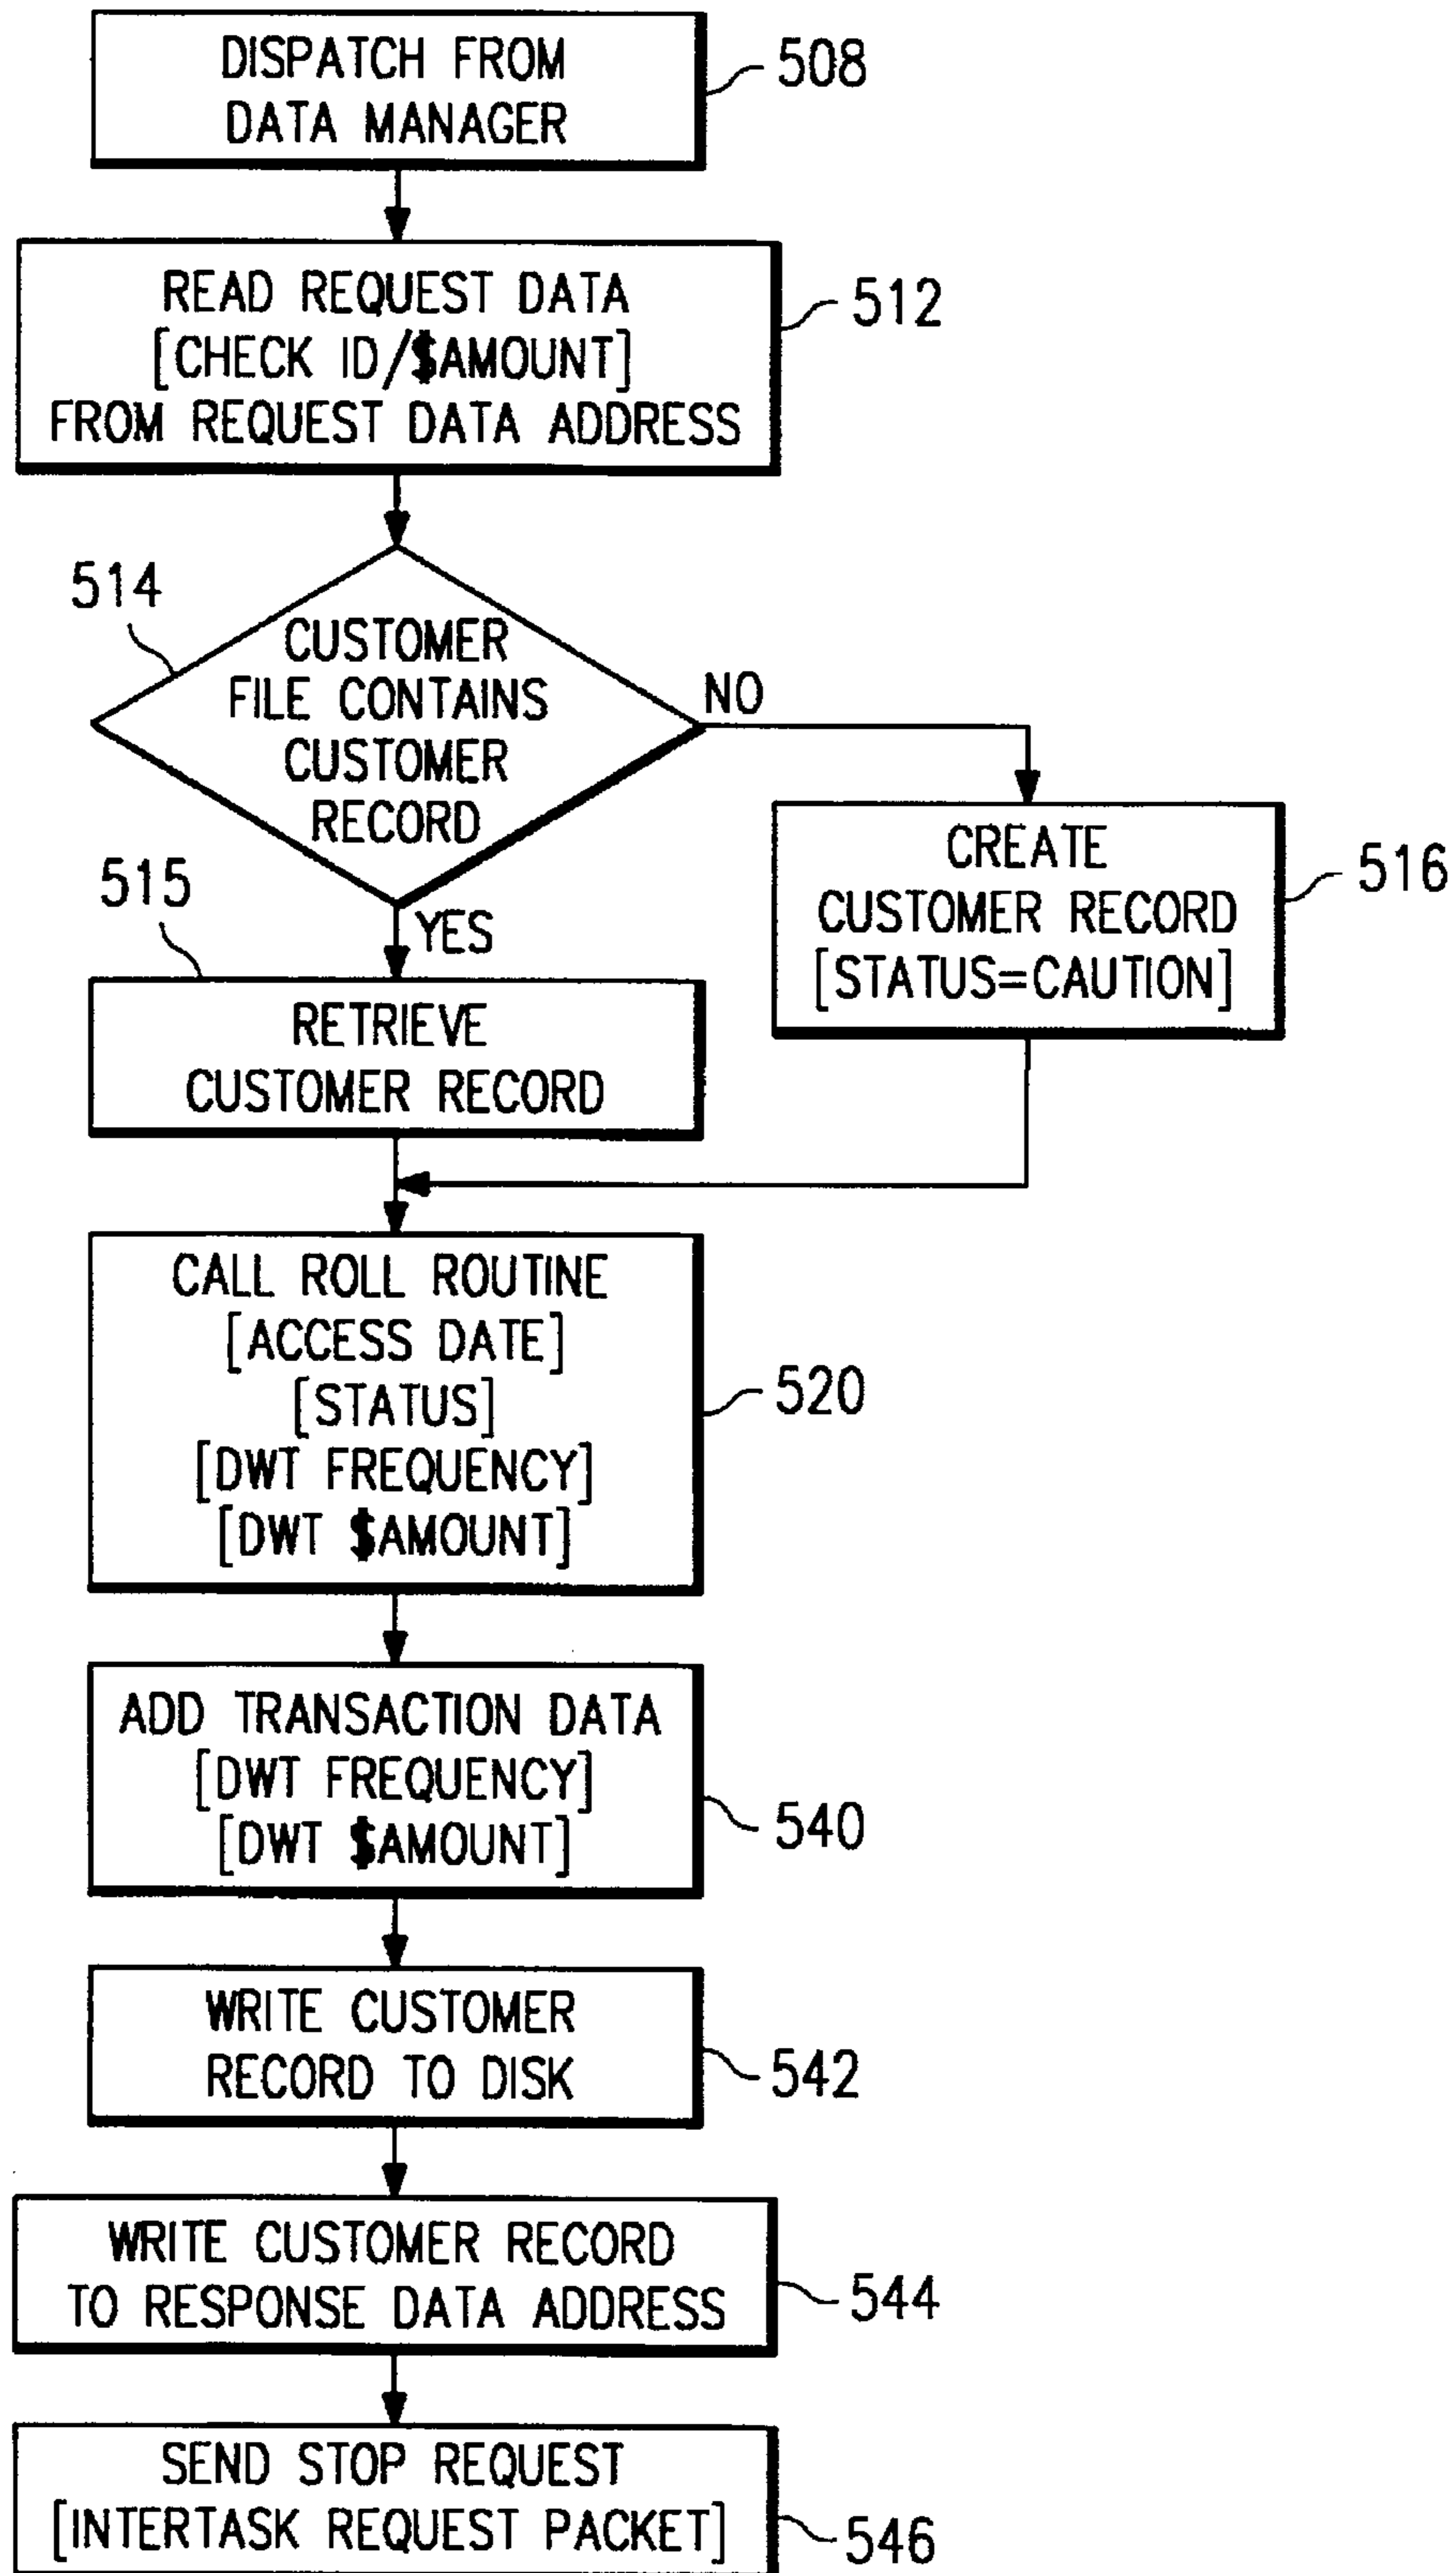 DISPATCH FROM
DATA MANAGER
508
READ REQUEST DATA
[CHECK ID/$AMOUNT]
FROM REQUEST DATA ADDRESS
512
514
CUSTOMER
FILE CONTAINS
CUSTOMER
RECORD
NO
YES
CREATE
CUSTOMER RECORD
[STATUS=CAUTION]
516
515
RETRIEVE
CUSTOMER RECORD
CALL ROLL ROUTINE
[ACCESS DATE]
[STATUS]
[DWT FREQUENCY]
[DWT $AMOUNT]
520
ADD TRANSACTION DATA
[DWT FREQUENCY]
[DWT $AMOUNT]
540
WRITE CUSTOMER
RECORD TO DISK
542
WRITE CUSTOMER RECORD
TO RESPONSE DATA ADDRESS
544
SEND STOP REQUEST
[INTERTASK REQUEST PACKET]
546